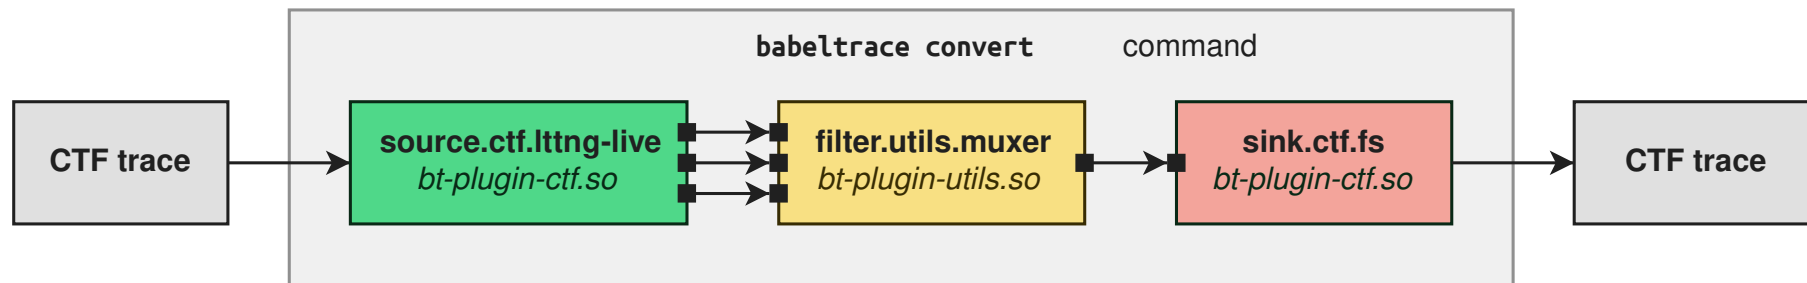 babeltrace convert command
CTF trace
source.ctf.lttng-live
bt-plugin-ctf.so
filter.utils.muxer
bt-plugin-utils.so
sink.ctf.fs
bt-plugin-ctf.so
CTF trace